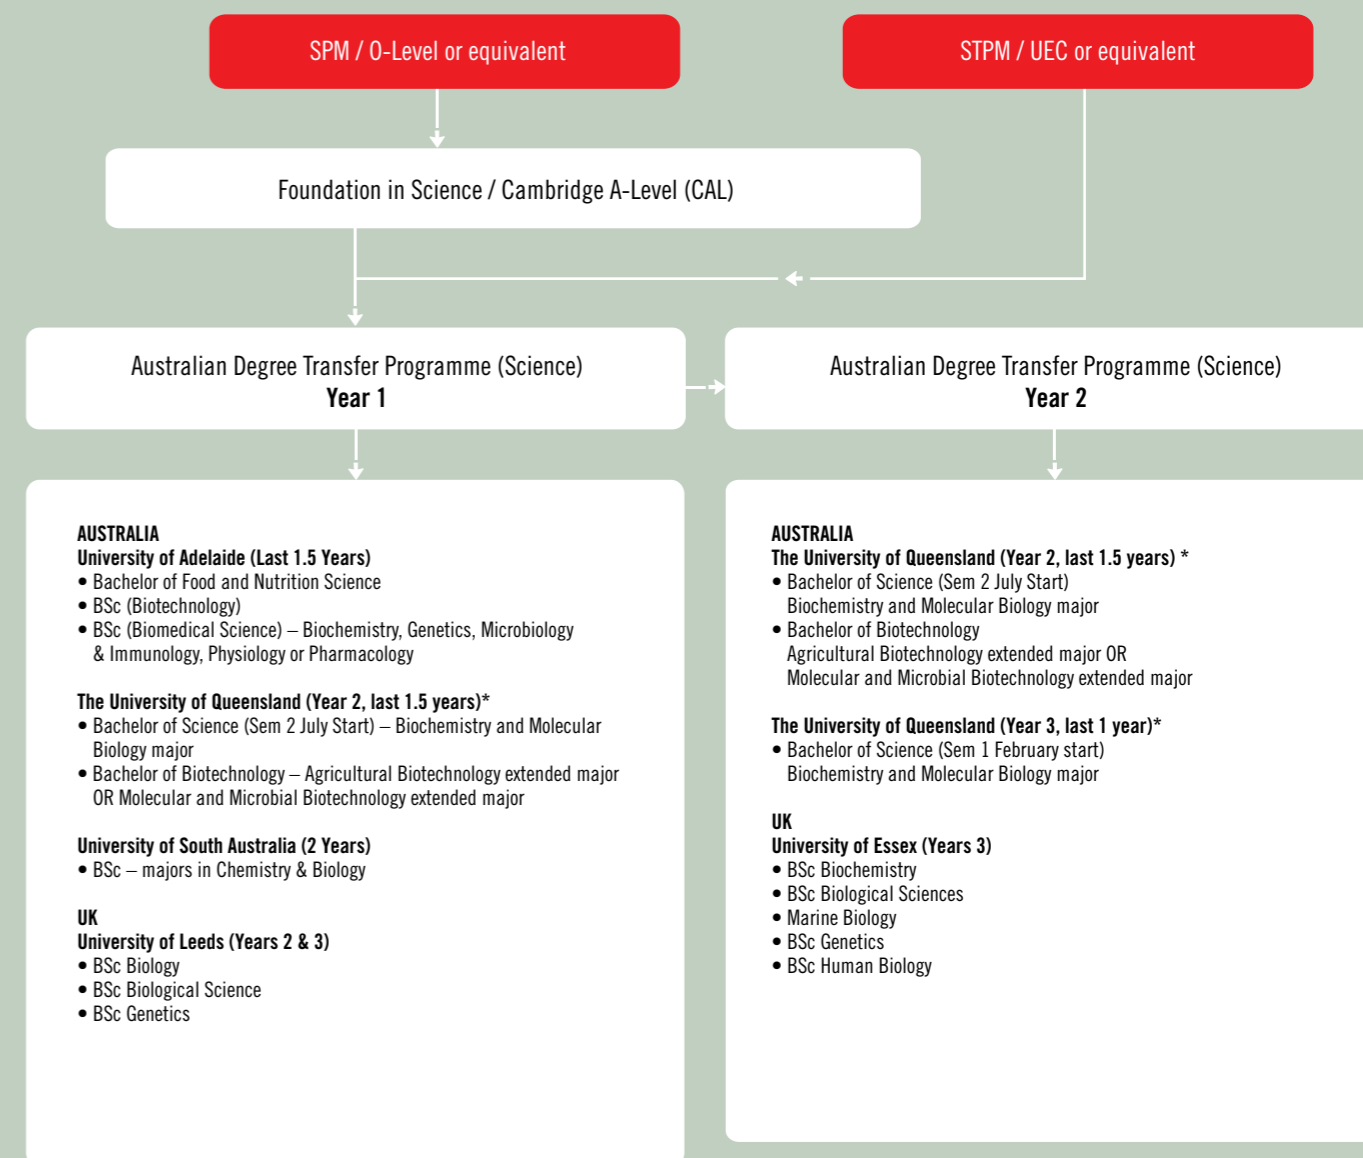 SPM / O-Level or equivalent
STPM / UEC or equivalent
Foundation in Science / Cambridge A-Level (CAL)
Australian Degree Transfer Programme (Science)
Year 1
Australian Degree Transfer Programme (Science)
Year 2
AUSTRALIA
University of Adelaide (Last 1.5 Years)
• Bachelor of Food and Nutrition Science
• BSc (Biotechnology)
• BSc (Biomedical Science) – Biochemistry, Genetics, Microbiology
& Immunology, Physiology or Pharmacology
The University of Queensland (Year 2, last 1.5 years)*
• Bachelor of Science (Sem 2 July Start) – Biochemistry and Molecular
Biology major
• Bachelor of Biotechnology – Agricultural Biotechnology extended major
OR Molecular and Microbial Biotechnology extended major
University of South Australia (2 Years)
• BSc – majors in Chemistry & Biology
UK
University of Leeds (Years 2 & 3)
• BSc Biology
• BSc Biological Science
• BSc Genetics
AUSTRALIA
The University of Queensland (Year 2, last 1.5 years) *
• Bachelor of Science (Sem 2 July Start)
Biochemistry and Molecular Biology major
• Bachelor of Biotechnology
Agricultural Biotechnology extended major OR
Molecular and Microbial Biotechnology extended major
The University of Queensland (Year 3, last 1 year)*
• Bachelor of Science (Sem 1 February start)
Biochemistry and Molecular Biology major
UK
University of Essex (Years 3)
• BSc Biochemistry
• BSc Biological Sciences
• Marine Biology
• BSc Genetics
• BSc Human Biology